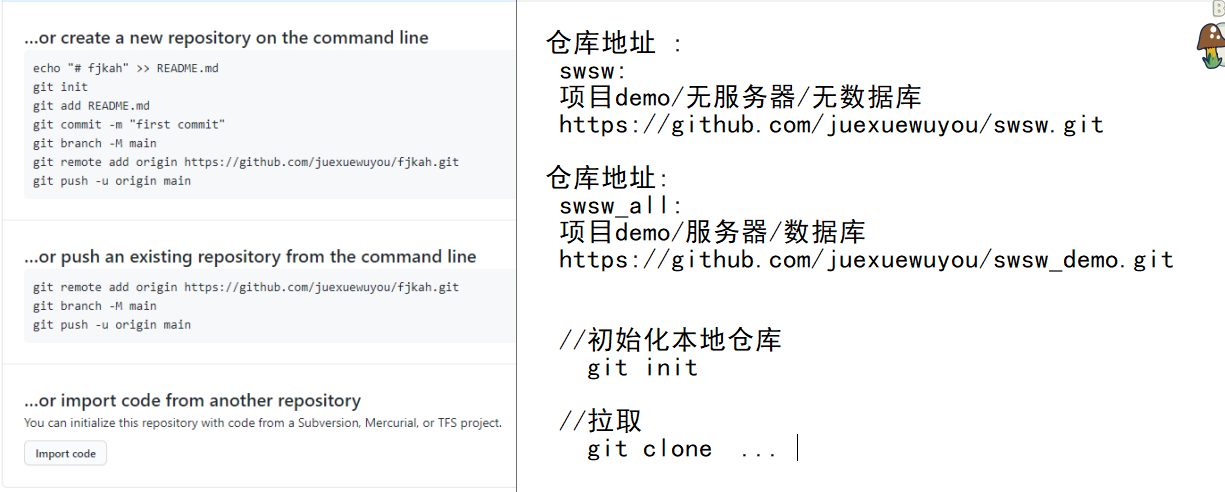 ...or create a new repository on the command line
echo "# fjkah" >> README.md
git init
git add README.md
git commit -m "first commit"
git branch -M main
git remote add origin https://github.com/juexuewuyou/fjkah.git
git push -u origin main
...or push an existing repository from the command line
git remote add origin https://github.com/juexuewuyou/fjkah.git
git branch -M main
git push -u origin main
...or import code from another repository
You can initialize this repository with code from a Subversion, Mercurial, or TFS project.
Import code
仓库地址 :
swsw:
项目demo/无服务器/无数据库
https://github.com/juexuewuyou/swsw.git
仓库地址:
swsw_all:
项目demo/服务器/数据库
https://github.com/juexuewuyou/swsw_demo.git
//初始化本地仓库
git init
//拉取
git clone ...